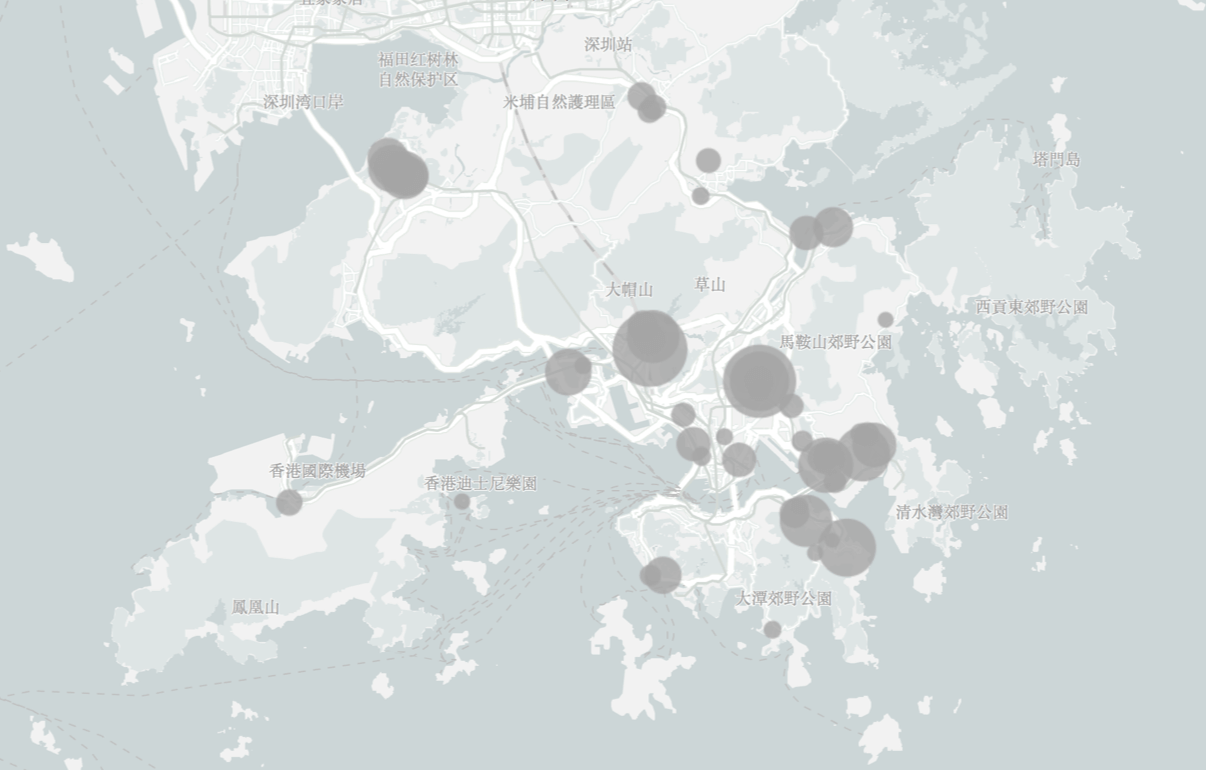 深圳站
福田红树林
自然保护区
深圳湾口岸
米埔自然護理區
塔門島
大帽山
草山
西貢東郊野公園
馬鞍山郊野公園
香港國際機場
香港迪士尼樂園
清水灣郊野公園
大潭郊野公園
鳳凰山